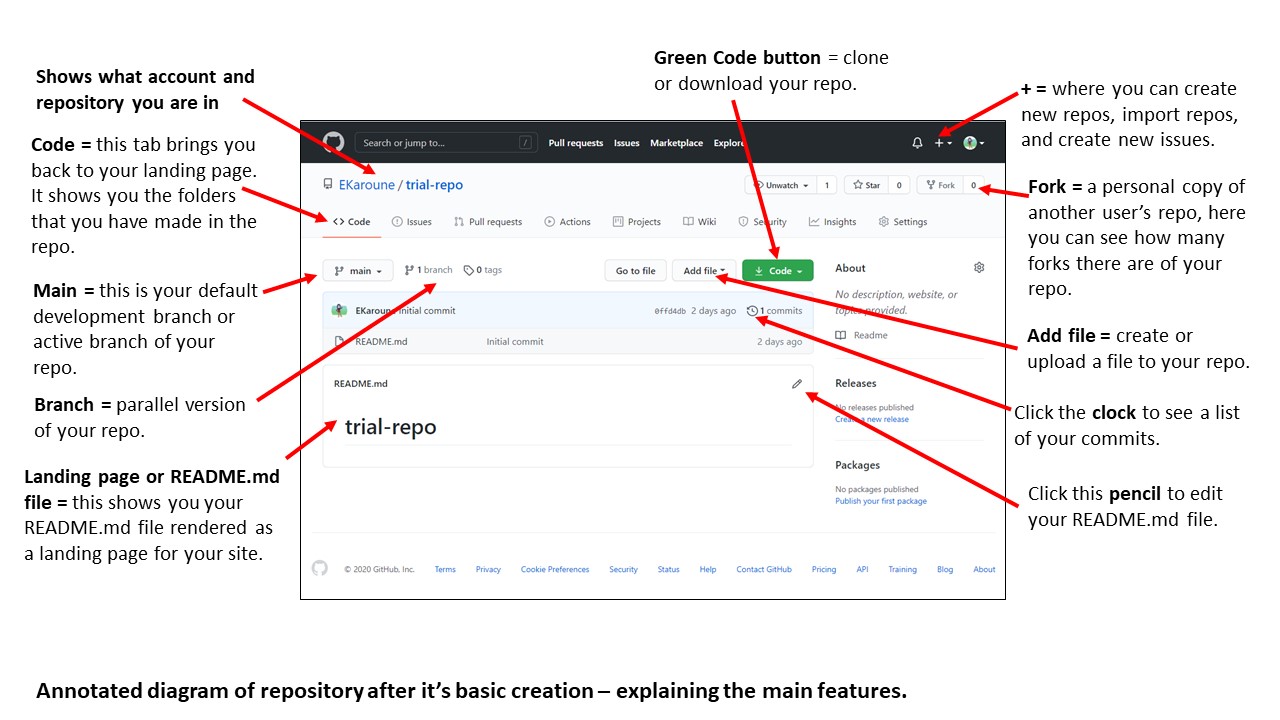 Shows what account and
repository you are in
Code = this tab brings you
back to your landing page.
It shows you the folders
that you have made in the
repo.
Main = this is your default
development branch or
active branch of your
repo.
Branch = parallel version
of your repo.
Landing page or README.md
file = this shows you your
README.md file rendered as
a landing page for your site.
Green Code button = clone
or download your repo.
+ = where you can create
new repos, import repos,
and create new issues.
Fork = a personal copy of
another user's repo, here
you can see how many
forks there are of your
repo.
Add file = create or
upload a file to your repo.
Click the clock to see a list
of your commits.
Click this pencil to edit
your README.md file.
Search or jump to... / Pull requests Issues Marketplace Explore
EKaroune / trial-repo Unwatch 1 Star 0 Fork 0
<> Code Issues Pull requests Actions Projects Wiki Security Insights Settings
main 1 branch 0 tags Go to file Add file Code
EKaroune Initial commit 0ffd4db 2 days ago 1 commits
README.md Initial commit 2 days ago
README.md
trial-repo
About
No description, website, or
topics provided.
Readme
Releases
No releases published
Create a new release
Packages
No packages published
Publish your first package
© 2020 GitHub, Inc. Terms Privacy Cookie Preferences Security Status Help Contact GitHub Pricing API Training Blog About
Annotated diagram of repository after it's basic creation – explaining the main features.